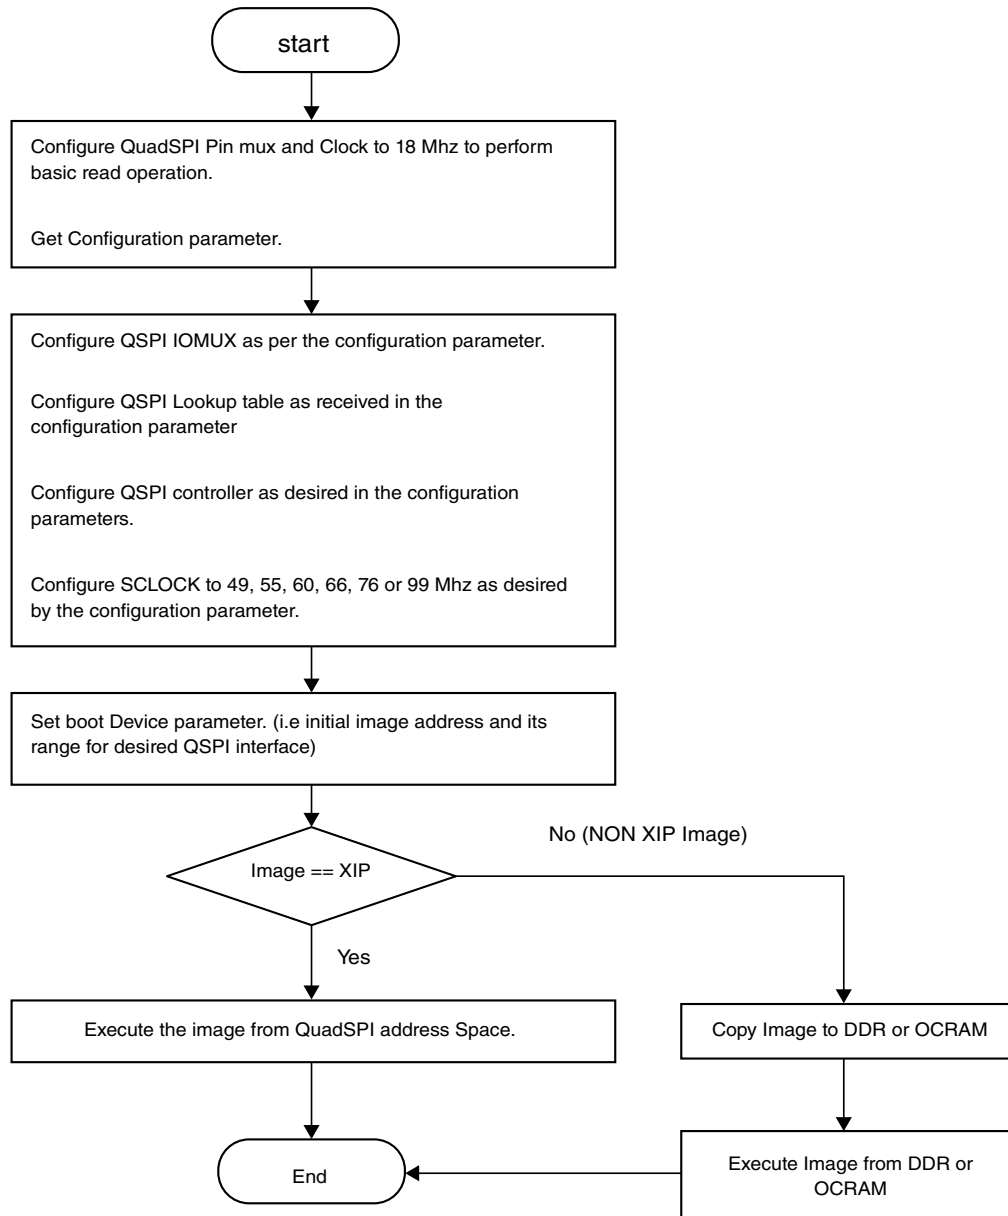 start
Configure QuadSPI Pin mux and Clock to 18 Mhz to perform
basic read operation.
Get Configuration parameter.
Configure QSPI IOMUX as per the configuration parameter.
Configure QSPI Lookup table as received in the
configuration parameter
Configure QSPI controller as desired in the configuration
parameters.
Configure SCLOCK to 49, 55, 60, 66, 76 or 99 Mhz as desired
by the configuration parameter.
Set boot Device parameter. (i.e initial image address and its
range for desired QSPI interface)
No (NON XIP Image)
Image == XIP
Yes
Execute the image from QuadSPI address Space.
Copy Image to DDR or OCRAM
Execute Image from DDR or
OCRAM
End